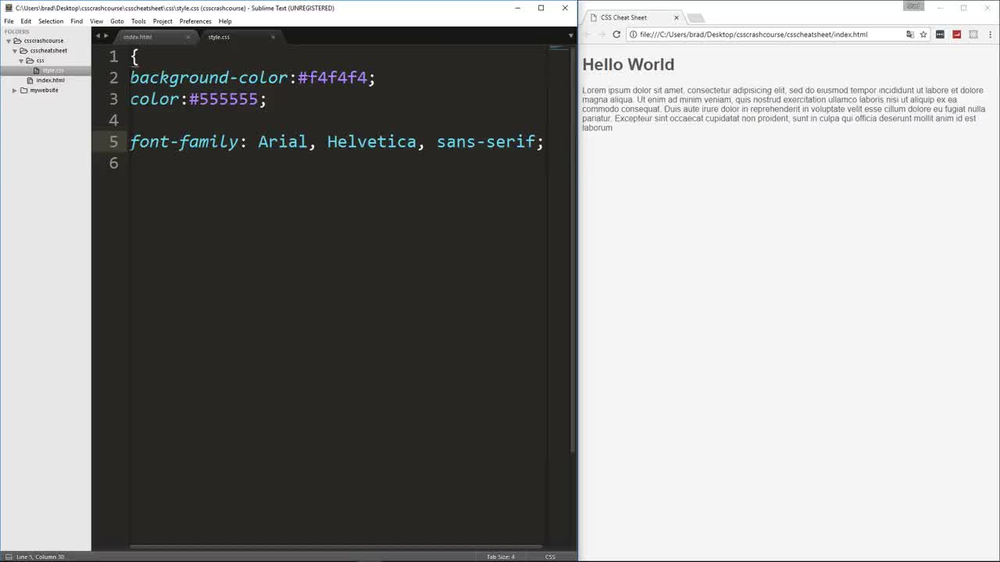 C:\Users\brad\Desktop\csscrashcourse\csscheatsheet\css\style.css (csscrashcourse) - Sublime Text (UNREGISTERED)
File Edit Selection Find View Goto Tools Project Preferences Help
FOLDERS
csscrashcourse
csscheatsheet
css
style.css
index.html
mywebsite
index.html
style.css
1 {
2 background-color:#f4f4f4;
3 color:#555555;
4
5 font-family: Arial, Helvetica, sans-serif;
6
Line 5, Column 30
Tab Size: 4
CSS
Brad
CSS Cheat Sheet
file:///C:/Users/brad/Desktop/csscrashcourse/csscheatsheet/index.html
Hello World
Lorem ipsum dolor sit amet, consectetur adipisicing elit, sed do eiusmod tempor incididunt ut labore et dolore
magna aliqua. Ut enim ad minim veniam, quis nostrud exercitation ullamco laboris nisi ut aliquip ex ea
commodo consequat. Duis aute irure dolor in reprehenderit in voluptate velit esse cillum dolore eu fugiat nulla
pariatur. Excepteur sint occaecat cupidatat non proident, sunt in culpa qui officia deserunt mollit anim id est
laborum